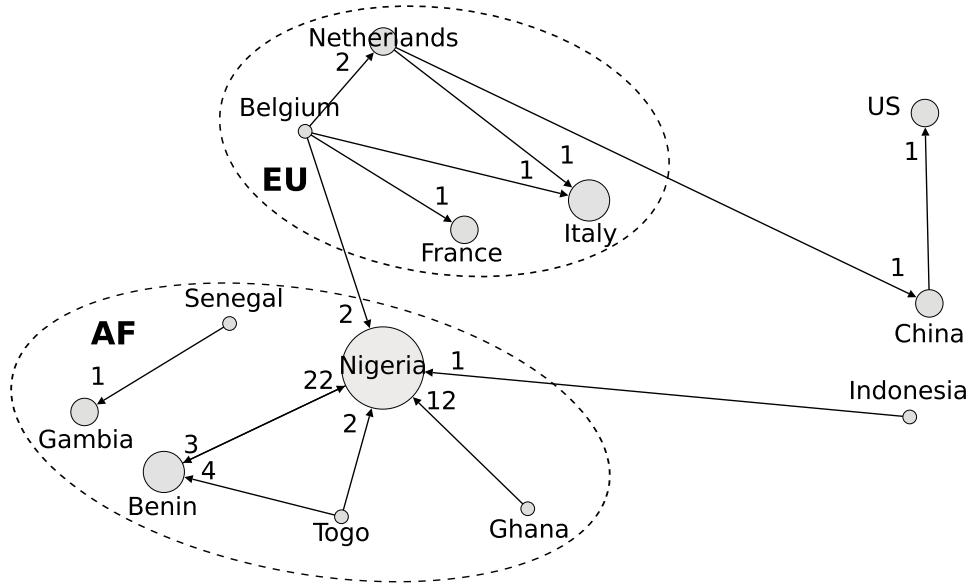 Netherlands
2
Belgium
US
1
1
1
EU
1
Italy
France
1
China
Senegal
AF
2
Nigeria
1
22
12
1
2
Indonesia
Gambia
3
4
Benin
Togo
Ghana